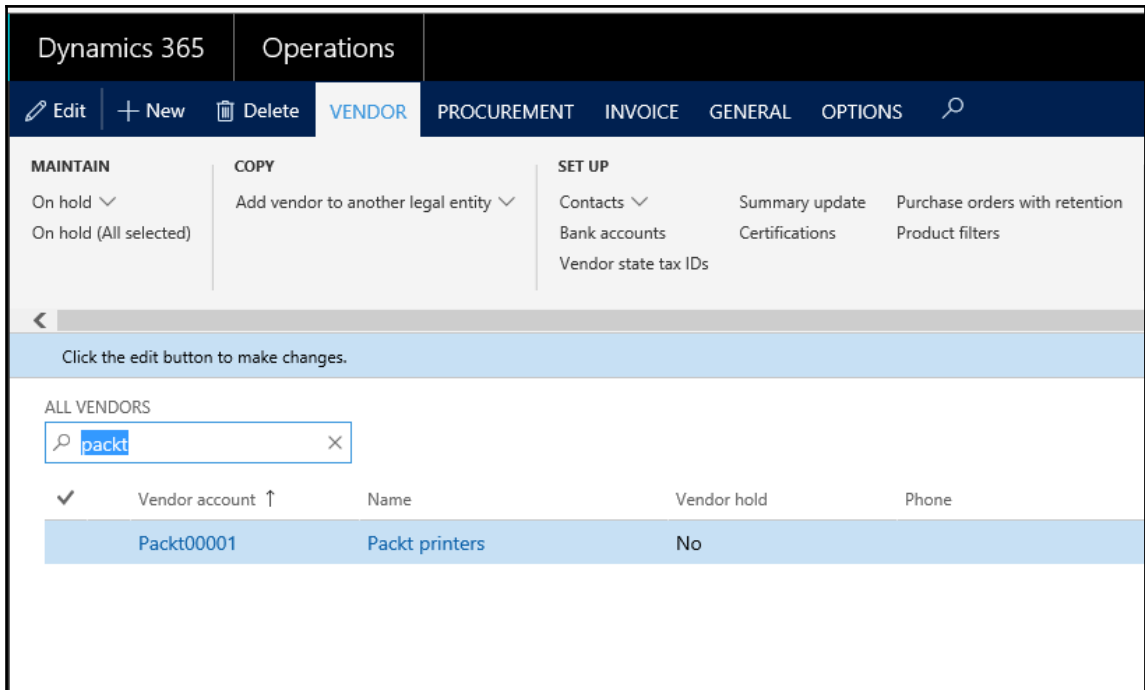 Dynamics 365 Operations
Edit New Delete VENDOR PROCUREMENT INVOICE GENERAL OPTIONS
MAINTAIN COPY SET UP
On hold Add vendor to another legal entity Contacts Summary update Purchase orders with retention
On hold (All selected) Bank accounts Certifications Product filters
Vendor state tax IDs
Click the edit button to make changes.
ALL VENDORS
packt
Vendor account Name Vendor hold Phone
Packt00001 Packt printers No